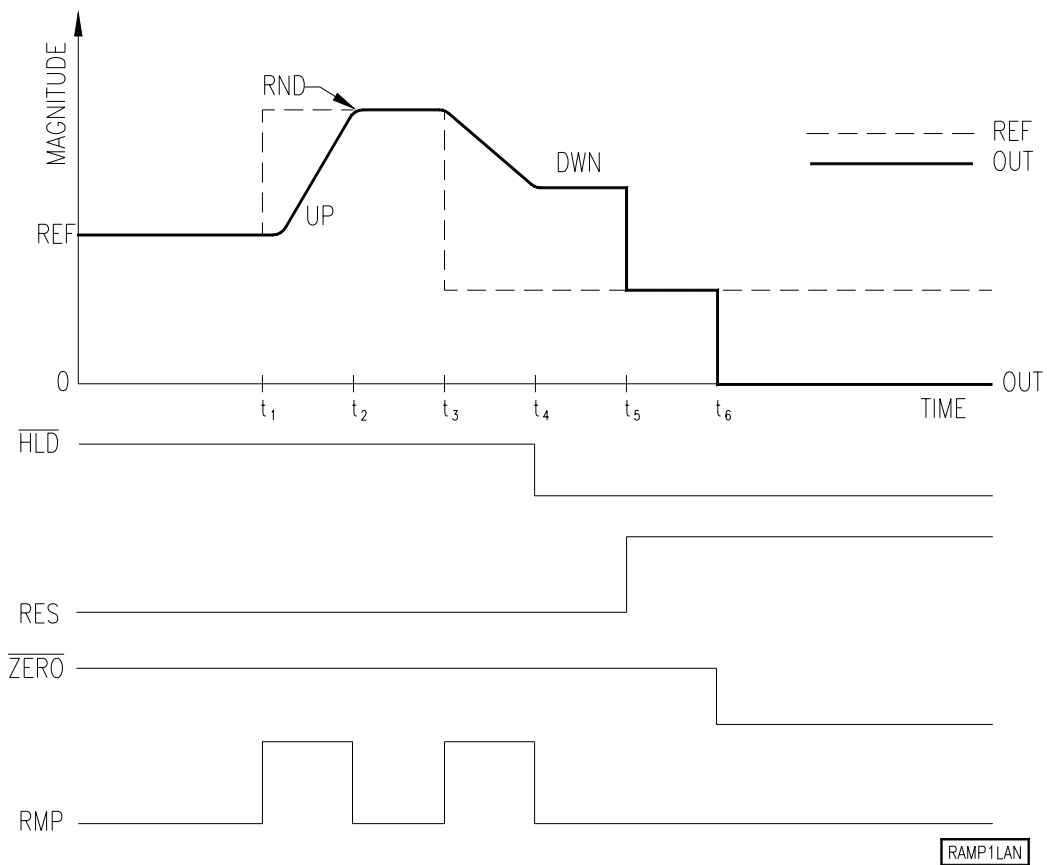 MAGNITUDE
RND
REF
OUT
DWN
UP
REF
0
OUT
t1 t2 t3 t4 t5 t6 TIME
HLD
RES
ZERO
RMP
RAMP1LAN